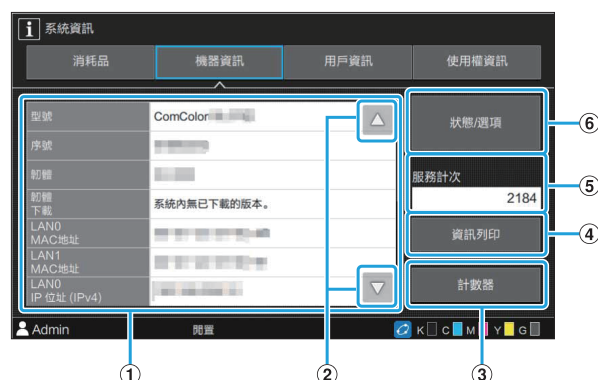 i 系統資訊
消耗品 機器資訊 用戶資訊 使用權資訊
型號 ComColor
序號
韌體
韌體
下載 系統內無已下載的版本。
LAN0
MAC地址
LAN1
MAC地址
LAN0
IP 位址 (IPv4)
狀態/選項 ⑥
服務計次
2184 ⑤
資訊列印 ④
計數器
Admin 閒置 K C M Y G
① ② ③